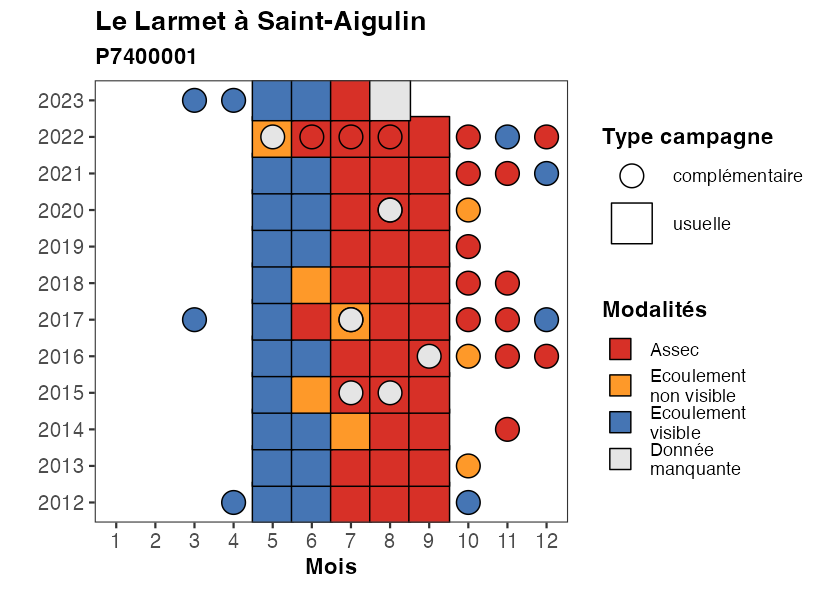 Le Larmet à Saint-Aigulin
P7400001
2023
2022
2021
2020
2019
2018
2017
2016
2015
2014
2013
2012
1 2 3 4 5 6 7 8 9 10 11 12
Mois
Type campagne
complémentaire
usuelle
Modalités
Assec
Ecoulement
non visible
Ecoulement
visible
Donnée
manquante